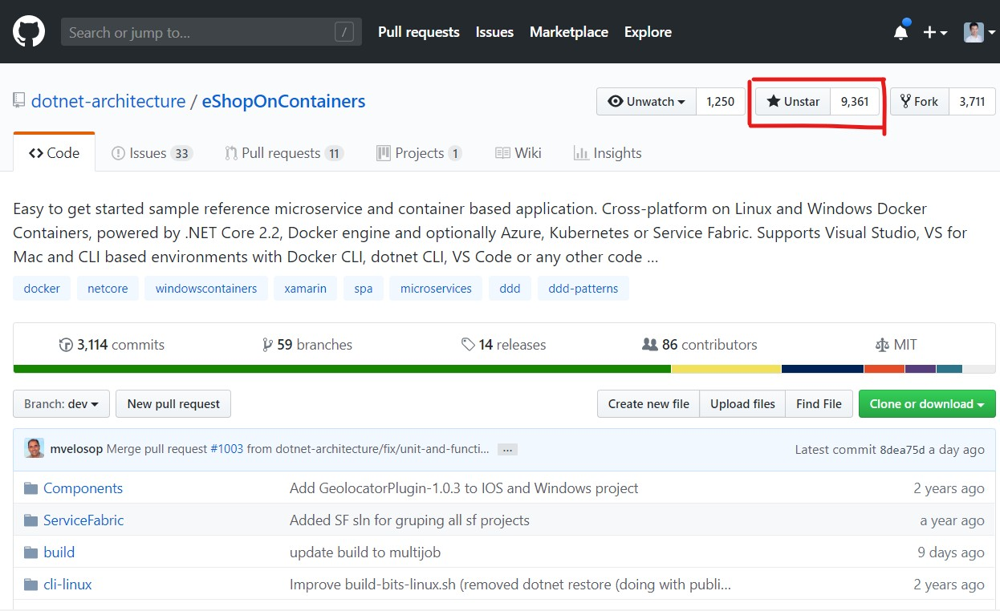 Search or jump to... / Pull requests Issues Marketplace Explore
dotnet-architecture / eShopOnContainers Unwatch 1,250 Unstar 9,361 Fork 3,711
Code Issues 33 Pull requests 11 Projects 1 Wiki Insights
Easy to get started sample reference microservice and container based application. Cross-platform on Linux and Windows Docker
Containers, powered by .NET Core 2.2, Docker engine and optionally Azure, Kubernetes or Service Fabric. Supports Visual Studio, VS for
Mac and CLI based environments with Docker CLI, dotnet CLI, VS Code or any other code ...
docker netcore windowscontainers xamarin spa microservices ddd ddd-patterns
3,114 commits 59 branches 14 releases 86 contributors MIT
Branch: dev New pull request Create new file Upload files Find File Clone or download
mvelosop Merge pull request #1003 from dotnet-architecture/fix/unit-and-functi... ... Latest commit 8dea75d a day ago
Components Add GeolocatorPlugin-1.0.3 to IOS and Windows project 2 years ago
ServiceFabric Added SF sln for gruping all sf projects a year ago
build update build to multijob 9 days ago
cli-linux Improve build-bits-linux.sh (removed dotnet restore (doing with publi... 2 years ago